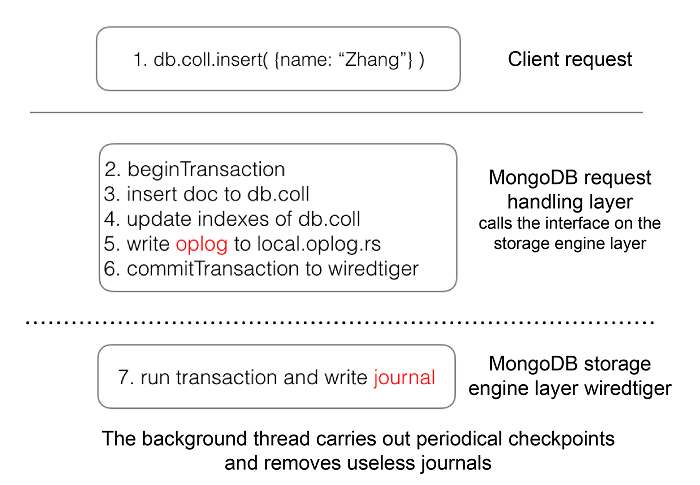 1. db.coll.insert( {name: “Zhang”} )
Client request
2. beginTransaction
3. insert doc to db.coll
4. update indexes of db.coll
5. write oplog to local.oplog.rs
6. commitTransaction to wiredtiger
MongoDB request
handling layer
calls the interface on the
storage engine layer
7. run transaction and write journal
MongoDB storage
engine layer wiredtiger
The background thread carries out periodical checkpoints
and removes useless journals